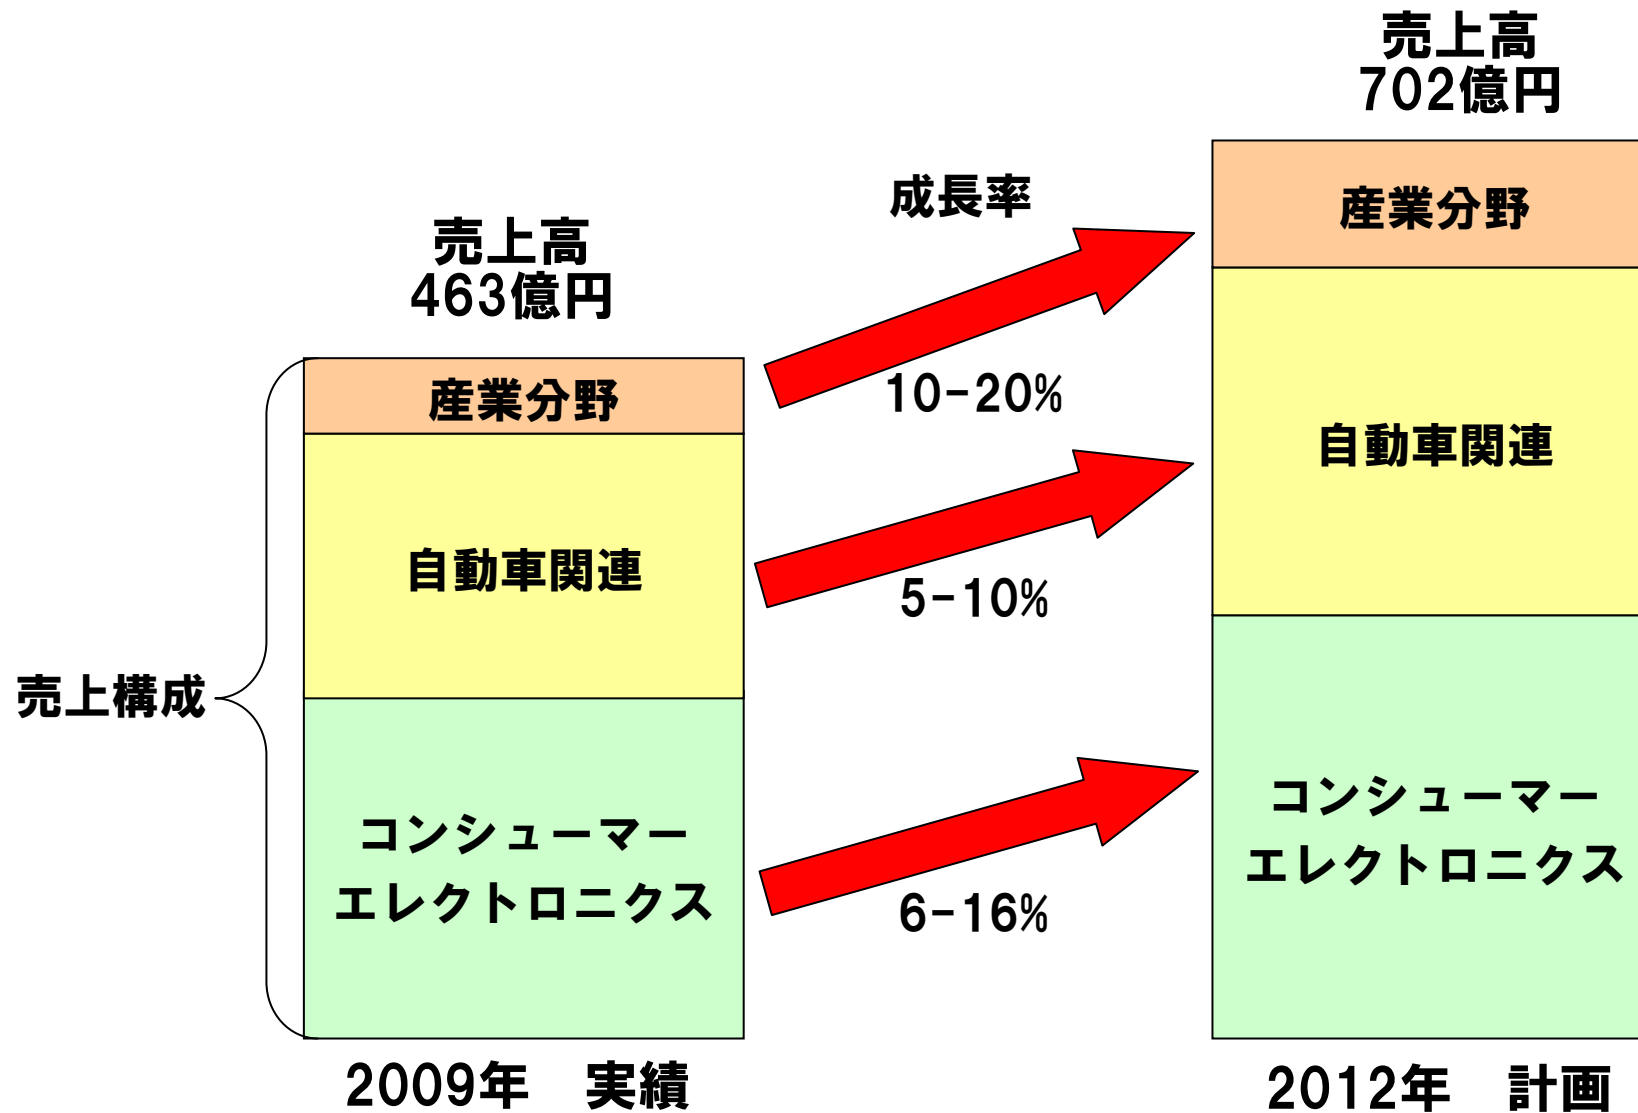 売上高
702億円
産業分野
成長率
売上高
463億円
10-20%
産業分野
自動車関連
自動車関連
5-10%
売上構成
コンシューマー
エレクトロニクス
コンシューマー
エレクトロニクス
6-16%
2009年　実績
2012年　計画